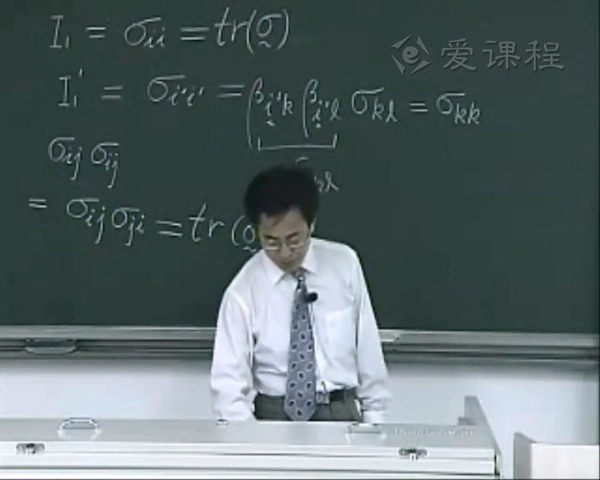 I₁ = σᵢᵢ = tr(σ)
爱课程
I₁' = σᵢ'ᵢ' = βᵢ'ₖ βᵢ'ₗ σₖₗ = σₖₖ
σᵢⱼ σᵢⱼ
= σᵢⱼ σⱼᵢ = tr(σ